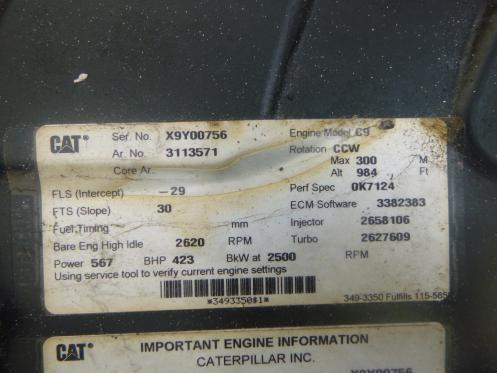 CAT® Ser. No. X9Y00756 Engine Model C9
Ar. No. 3113571 Rotation CCW
Core Ar. Max 300 M
Alt 984 Ft
FLS (Intercept) -29 Perf Spec 0K7124
FTS (Slope) 30 ECM Software 3382383
Fuel Timing mm Injector 2658106
Bare Eng High Idle 2620 RPM Turbo 2627609
Power 567 BHP 423 BkW at 2500 RPM
Using service tool to verify current engine settings
*3493350$1*
349-3350 Fulfills 115-565
CAT® IMPORTANT ENGINE INFORMATION
CATERPILLAR INC.
X9Y00756